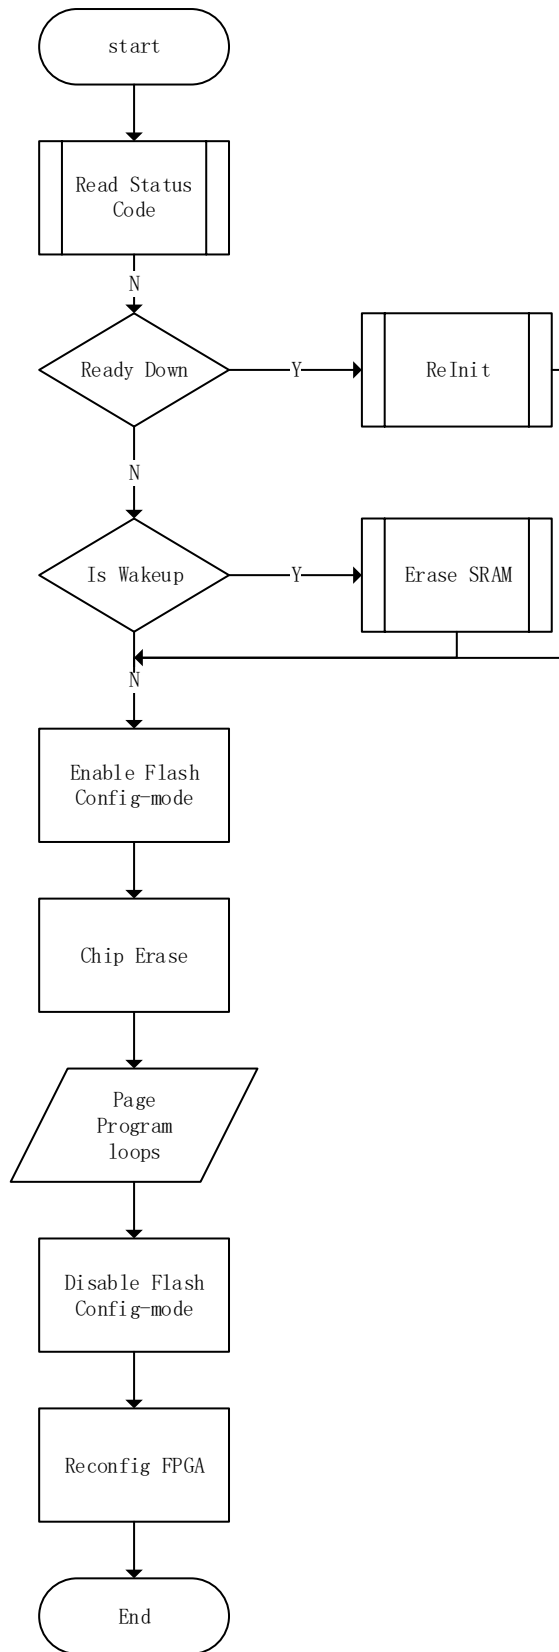 start
Read Status
Code
N
Ready Down
Y
ReInit
N
Is Wakeup
Y
Erase SRAM
N
Enable Flash
Config-mode
Chip Erase
Page
Program
loops
Disable Flash
Config-mode
Reconfig FPGA
End